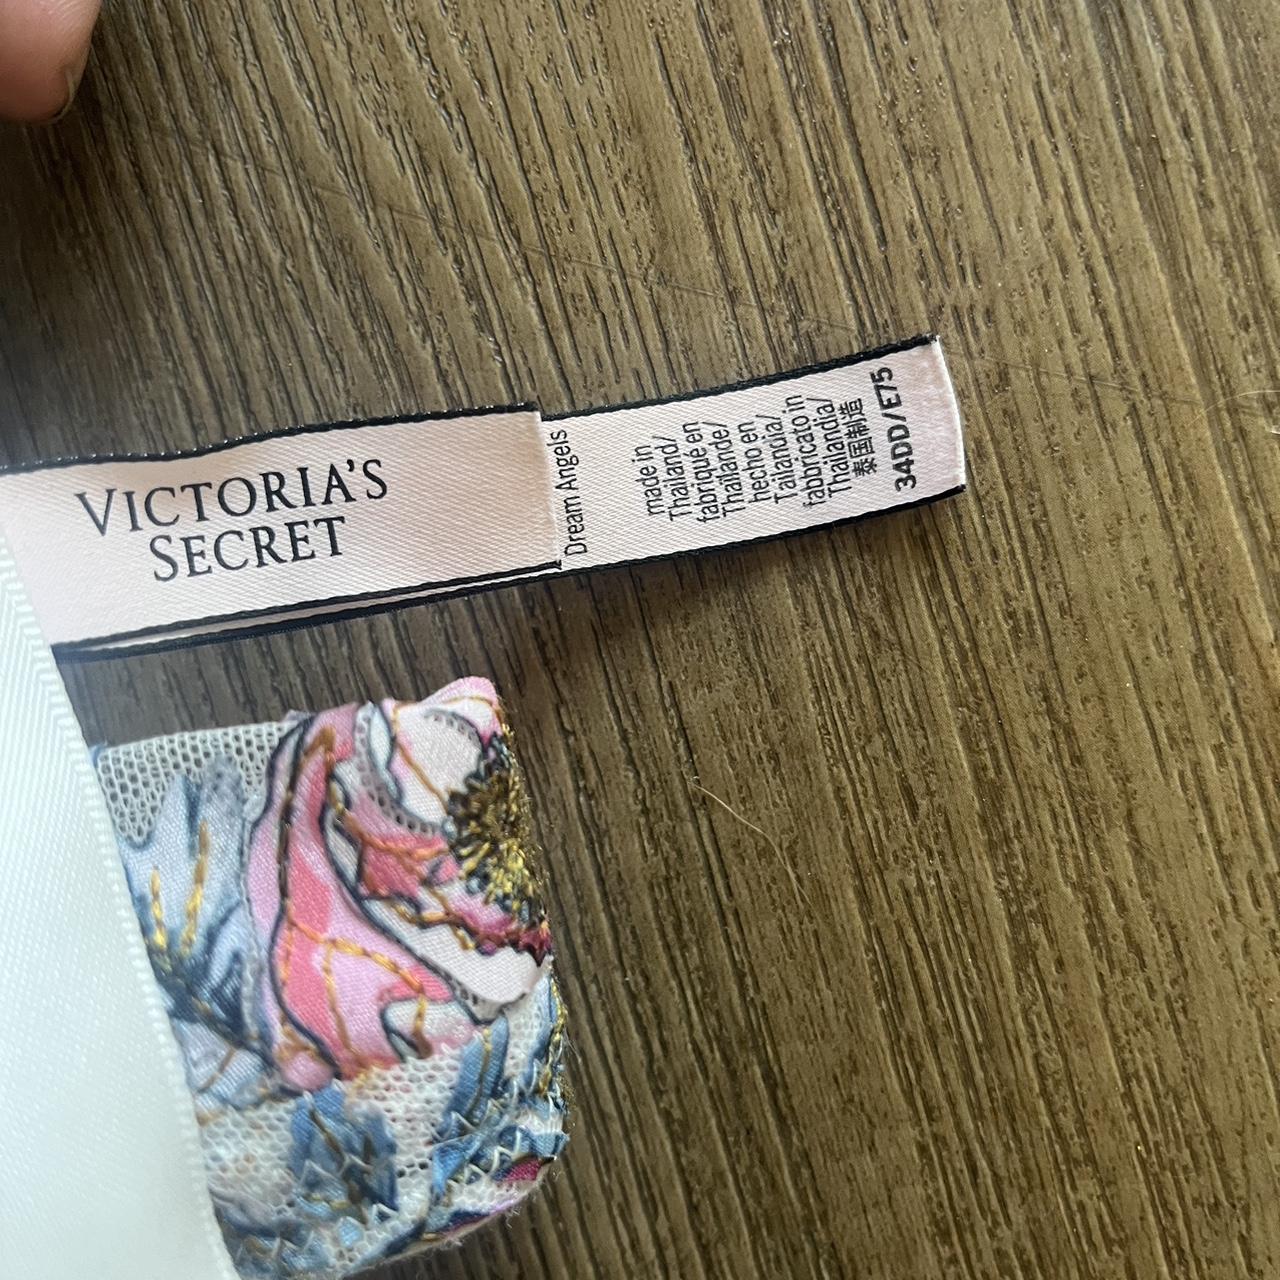 VICTORIA'S
SECRET
Dream Angels
made in
Thailand/
fabriqué en
Thaïlande/
hecho en
Tailandia/
fabbricato in
Thailandia/
泰国制造
34DD/E75